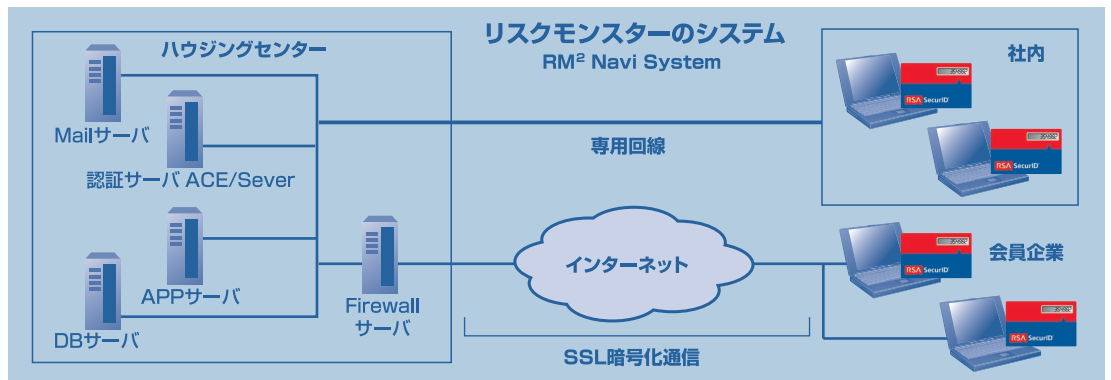 リスクモンスターのシステム
RM² Navi System
ハウジングセンター
Mailサーバ
認証サーバ ACE/Sever
APPサーバ
DBサーバ
Firewall
サーバ
専用回線
インターネット
SSL暗号化通信
社内
RSA SecurID
RSA SecurID
会員企業
RSA SecurID
RSA SecurID